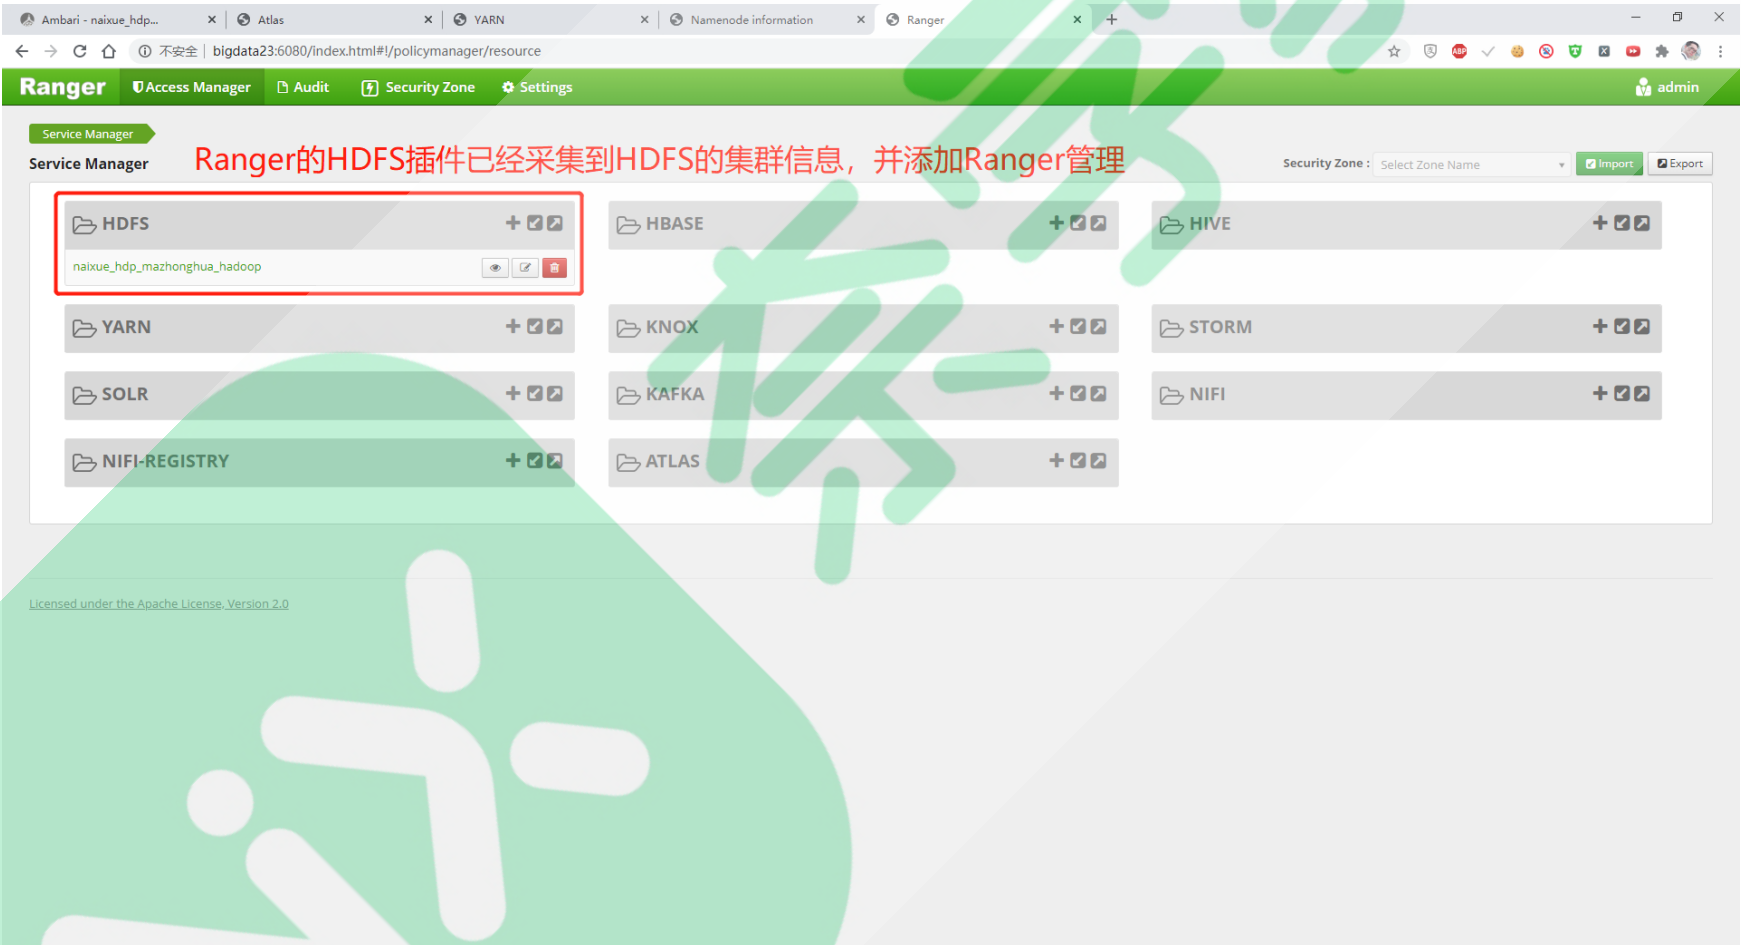 Ambari - naixue_hdp...
Atlas
YARN
Namenode information
Ranger
不安全 | bigdata23:6080/index.html#!/policymanager/resource
Ranger
Access Manager
Audit
Security Zone
Settings
admin
Service Manager
Service Manager
Ranger的HDFS插件已经采集到HDFS的集群信息，并添加Ranger管理
Security Zone :
Select Zone Name
Import
Export
HDFS
HBASE
HIVE
naixue_hdp_mazhonghua_hadoop
YARN
KNOX
STORM
SOLR
KAFKA
NIFI
NIFI-REGISTRY
ATLAS
Licensed under the Apache License, Version 2.0